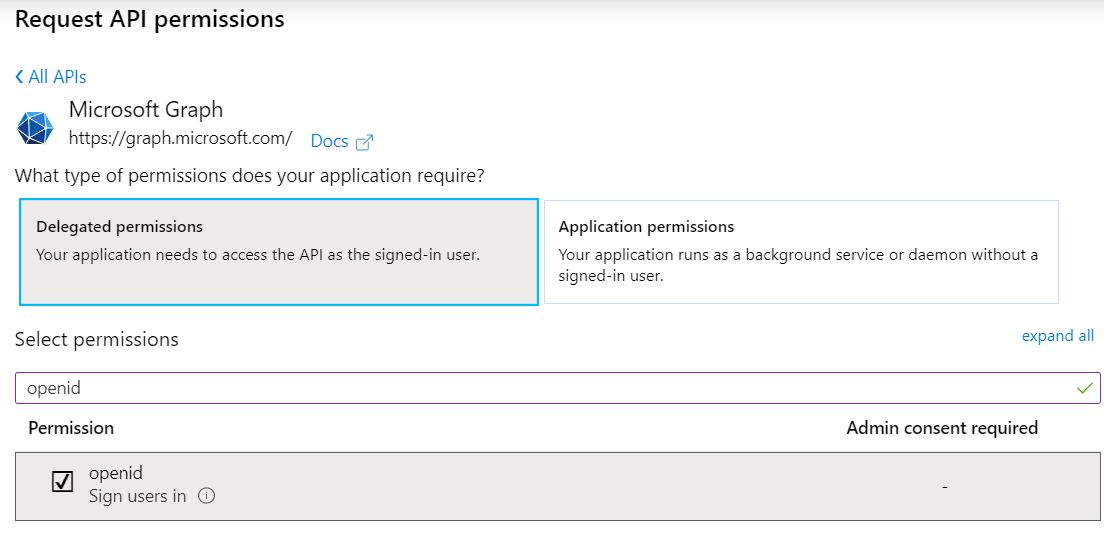 Request API permissions
All APIs
Microsoft Graph
https://graph.microsoft.com/ Docs
What type of permissions does your application require?
Delegated permissions
Your application needs to access the API as the signed-in user.
Application permissions
Your application runs as a background service or daemon without a
signed-in user.
Select permissions
expand all
openid
Permission Admin consent required
openid
Sign users in
-